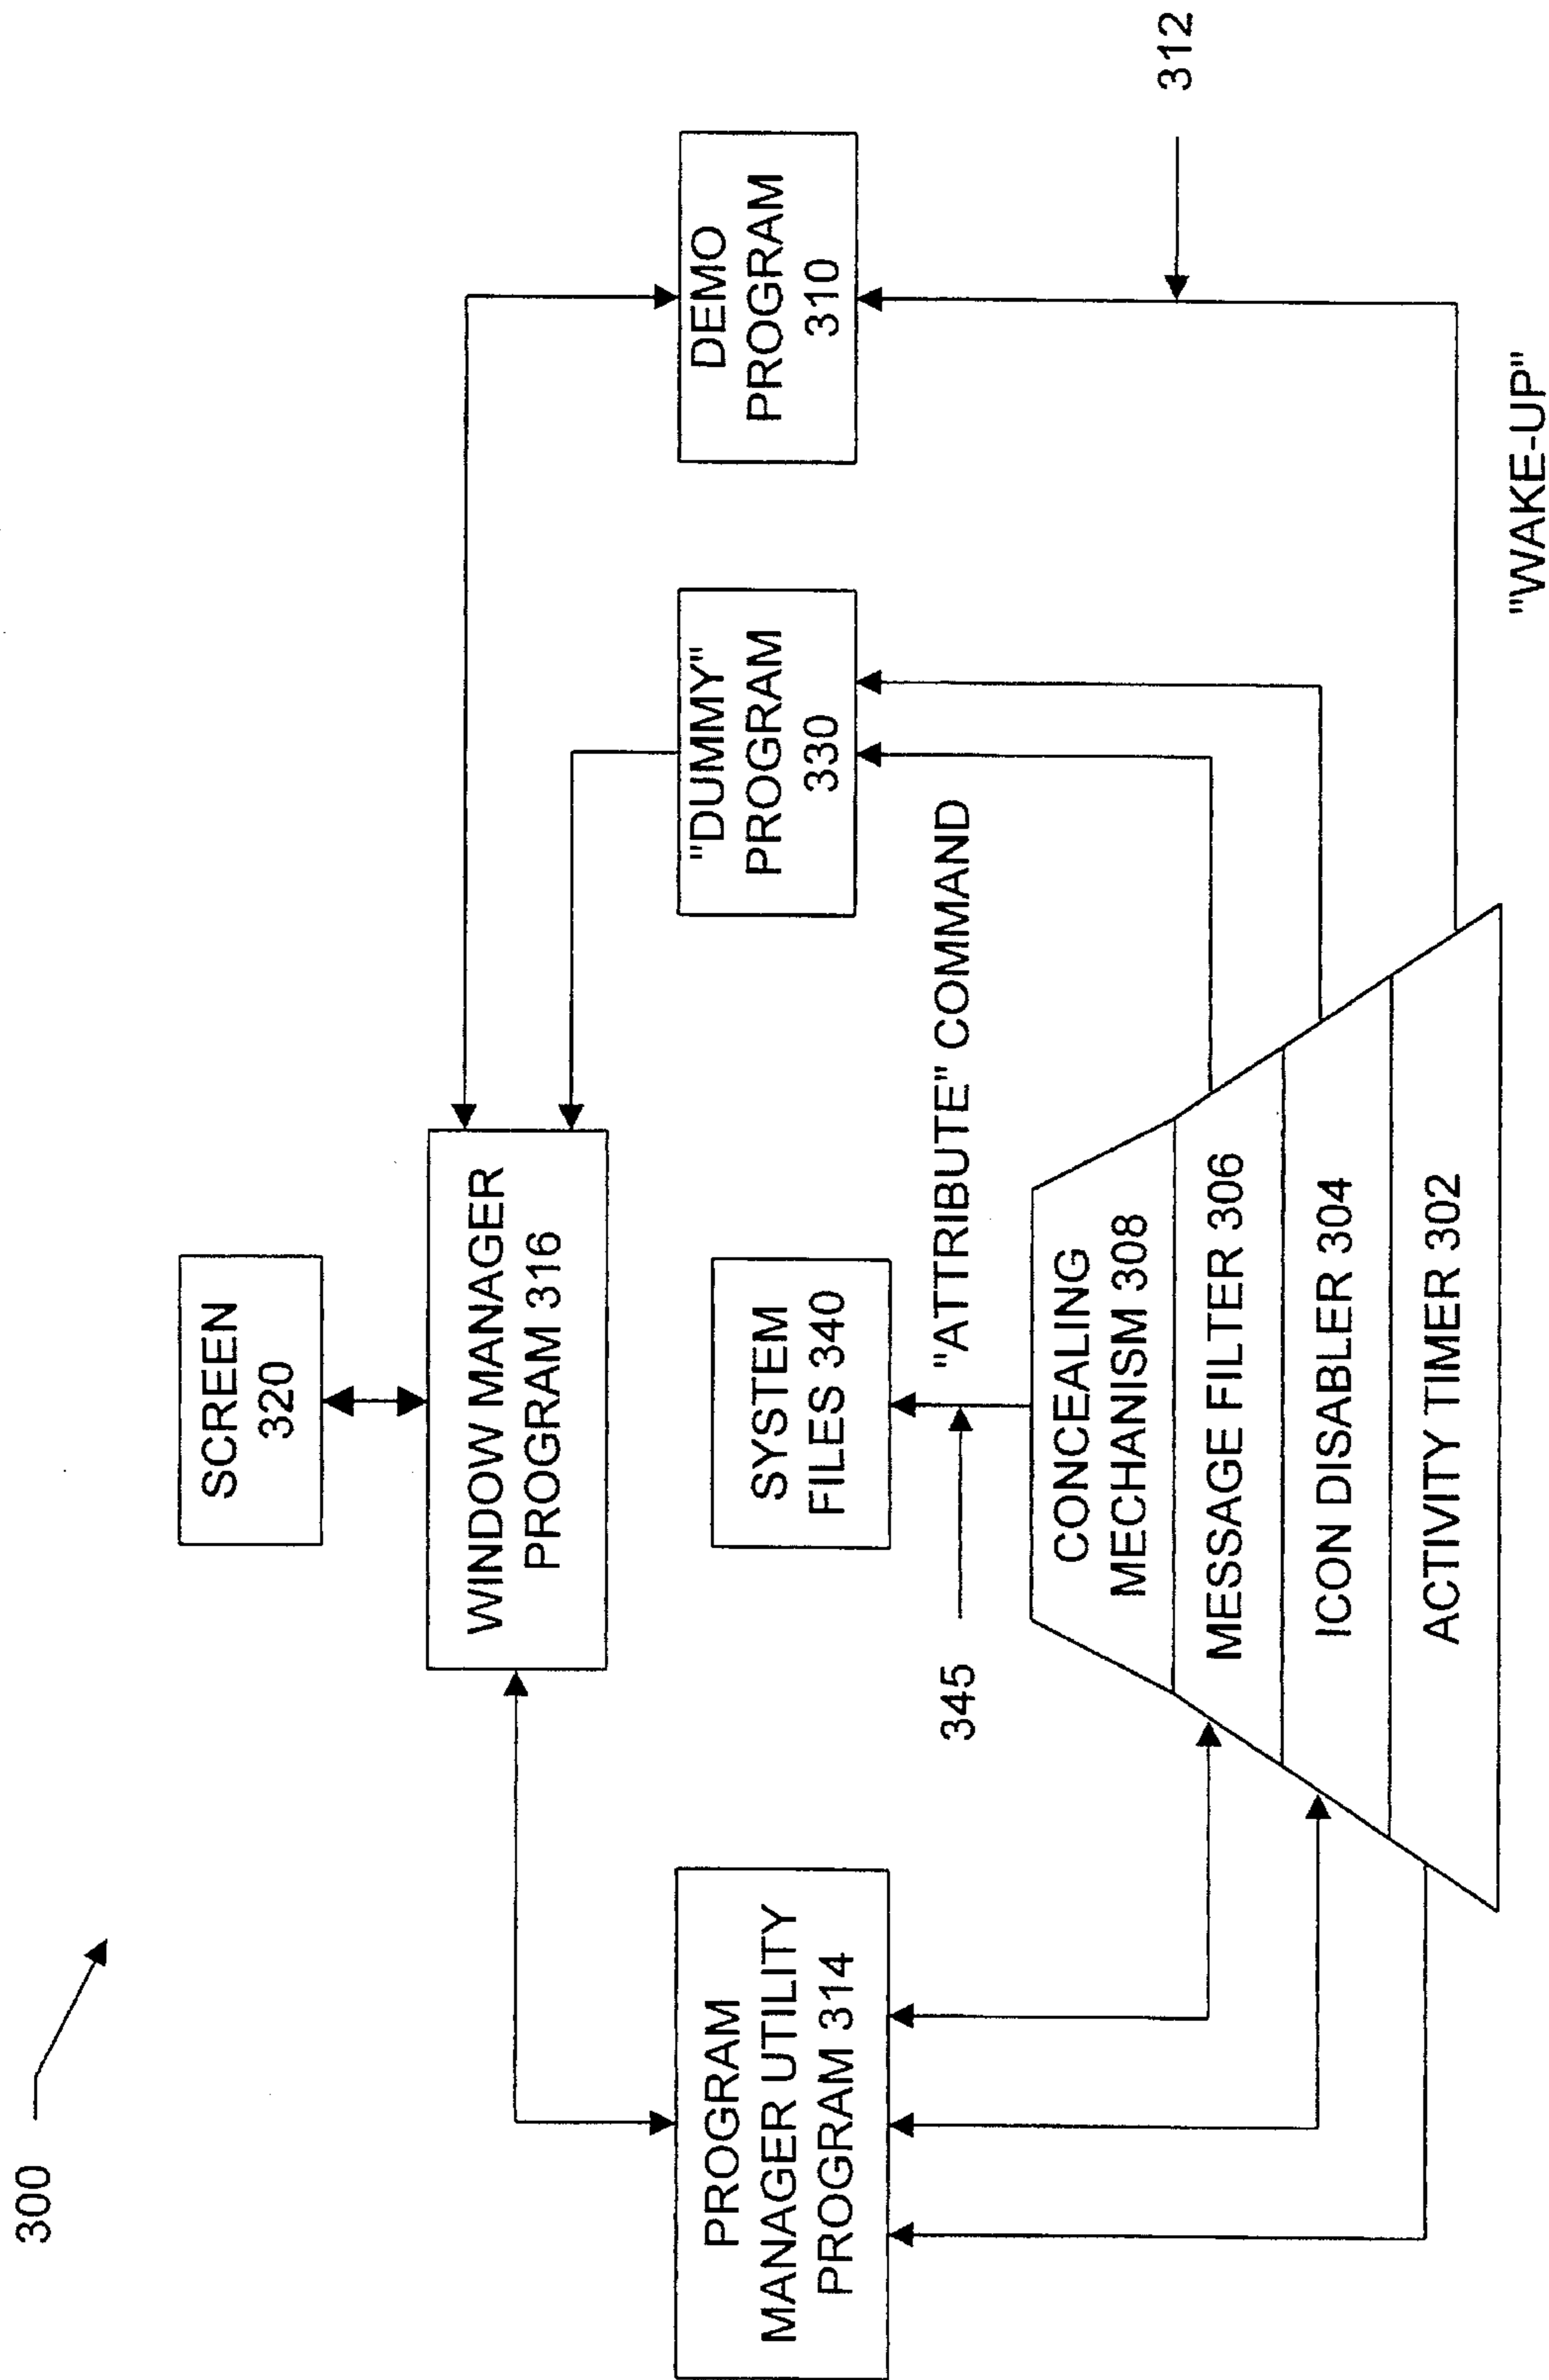 300
SCREEN
320
WINDOW MANAGER
PROGRAM 316
PROGRAM
MANAGER UTILITY
PROGRAM 314
SYSTEM
FILES 340
"DUMMY"
PROGRAM
330
DEMO
PROGRAM
310
345
"ATTRIBUTE" COMMAND
312
CONCEALING
MECHANISM 308
MESSAGE FILTER 306
ICON DISABLER 304
ACTIVITY TIMER 302
"WAKE-UP"